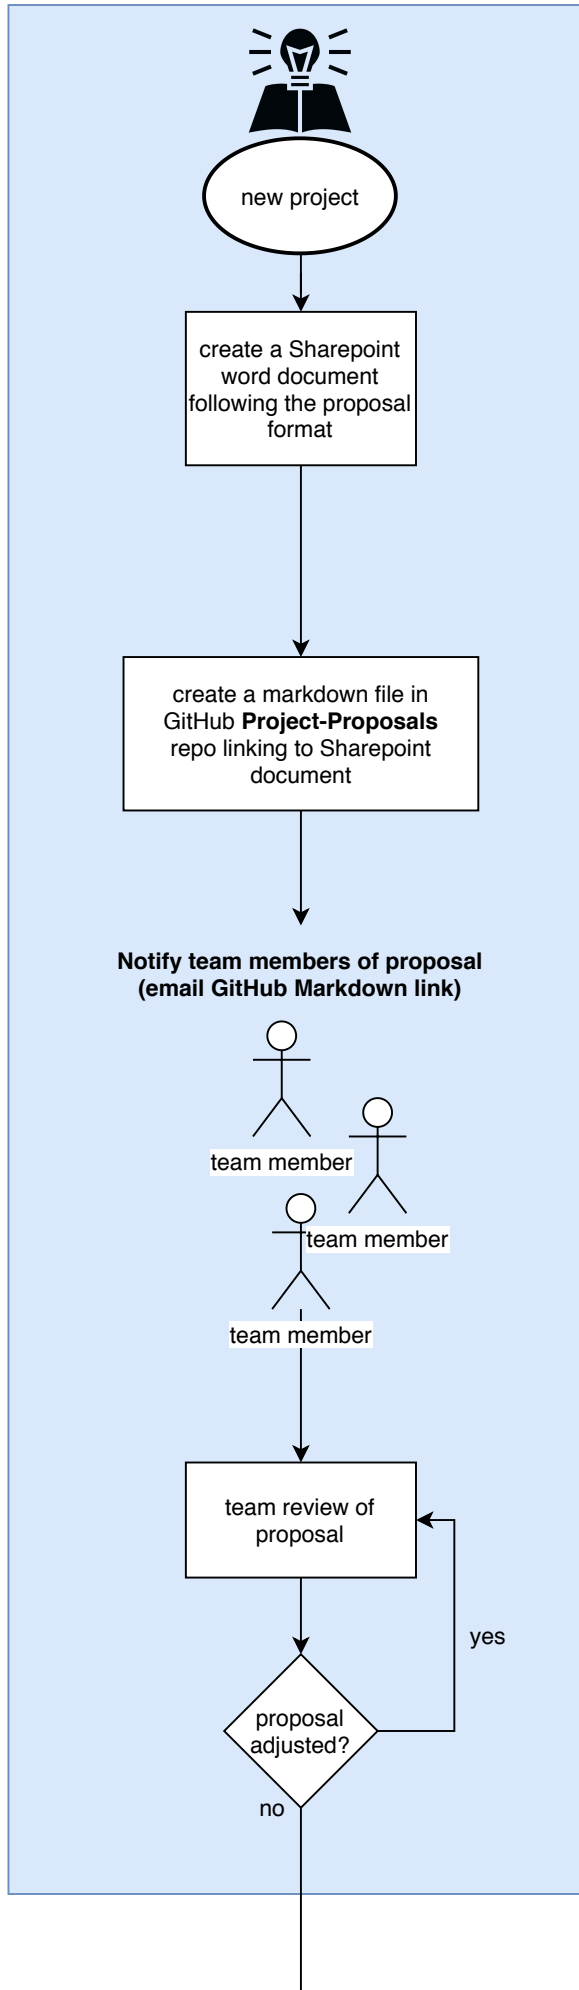 new project
create a Sharepoint
word document
following the proposal
format
create a markdown file in
GitHub Project-Proposals
repo linking to Sharepoint
document
Notify team members of proposal
(email GitHub Markdown link)
team member
team member
team member
team review of
proposal
yes
proposal
adjusted?
no